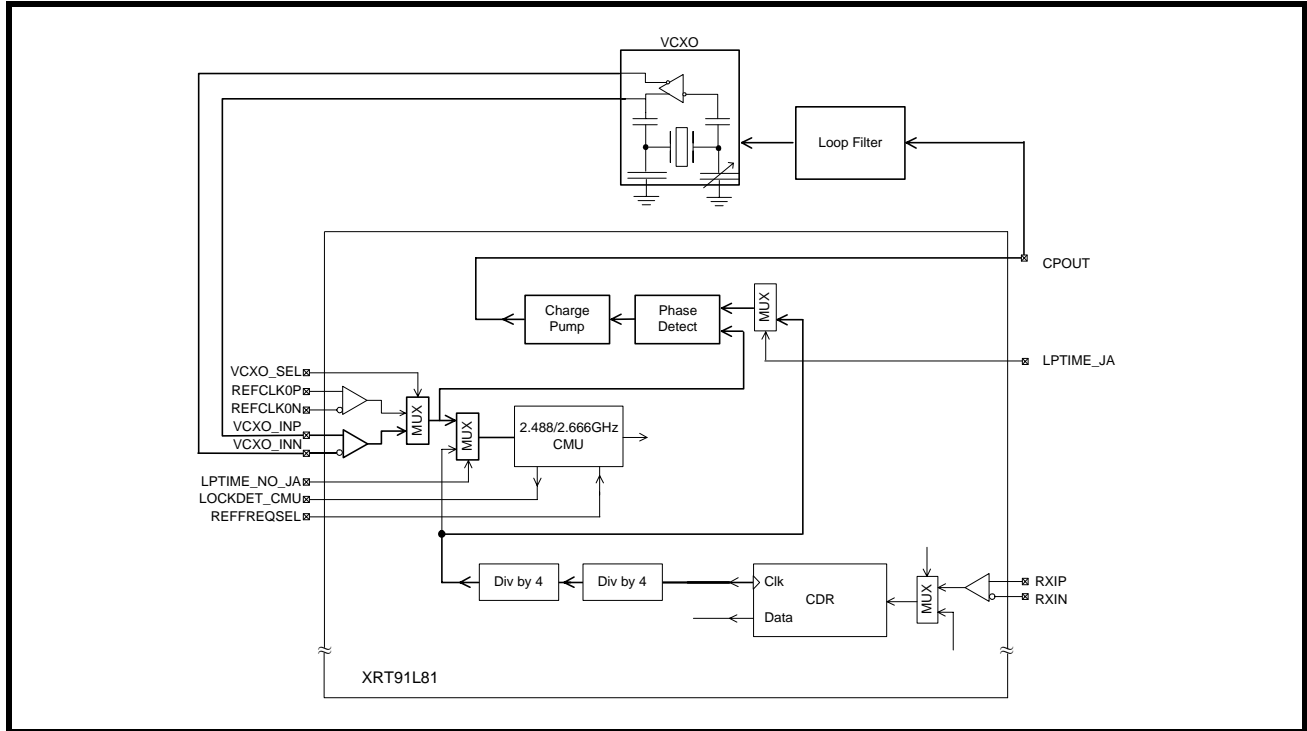 VCXO
Loop Filter
CPOUT
Charge
Pump
Phase
Detect
MUX
LPTIME_JA
VCXO_SEL
REFCLK0P
REFCLK0N
VCXO_INP
VCXO_INN
MUX
MUX
2.488/2.666GHz
CMU
LPTIME_NO_JA
LOCKDET_CMU
REFFREQSEL
Div by 4
Div by 4
Clk
CDR
Data
MUX
RXIP
RXIN
XRT91L81